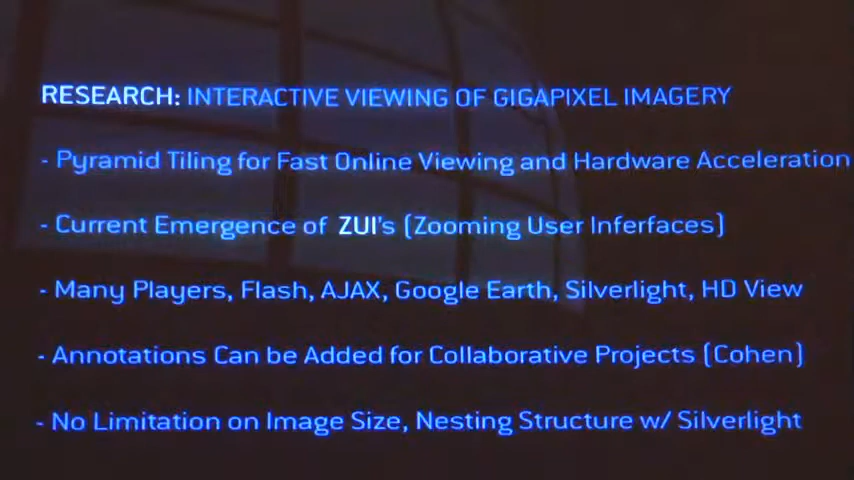 RESEARCH: INTERACTIVE VIEWING OF GIGAPIXEL IMAGERY
- Pyramid Tiling for Fast Online Viewing and Hardware Acceleration
- Current Emergence of ZUI's (Zooming User Inferfaces)
- Many Players, Flash, AJAX, Google Earth, Silverlight, HD View
- Annotations Can be Added for Collaborative Projects (Cohen)
- No Limitation on Image Size, Nesting Structure w/ Silverlight